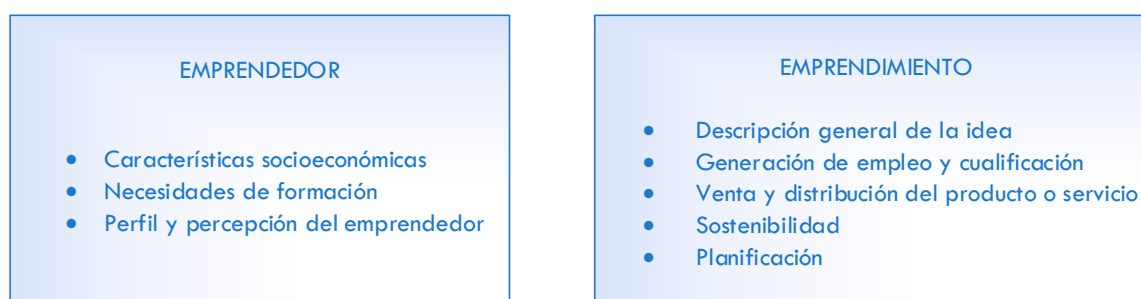 EMPRENDEDOR
• Características socioeconómicas
• Necesidades de formación
• Perfil y percepción del emprendedor
EMPRENDIMIENTO
• Descripción general de la idea
• Generación de empleo y cualificación
• Venta y distribución del producto o servicio
• Sostenibilidad
• Planificación